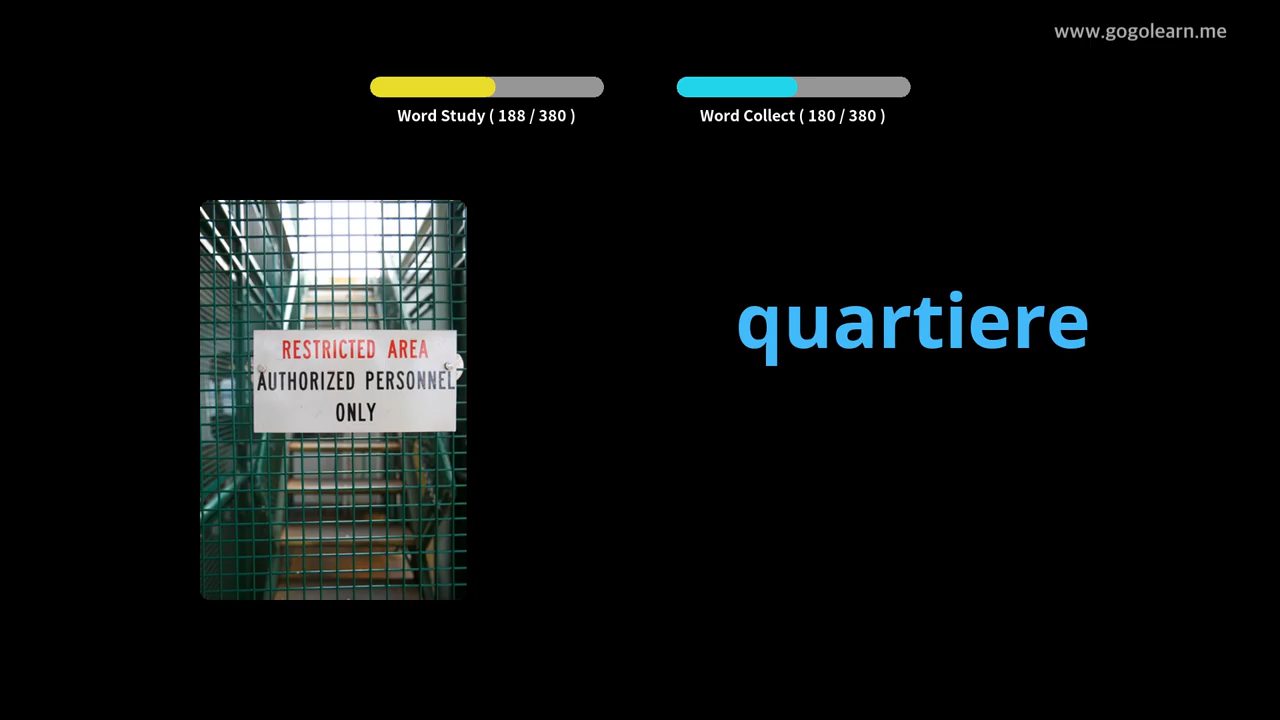 www.gogolearn.me
Word Study ( 188 / 380 )
Word Collect ( 180 / 380 )
RESTRICTED AREA
AUTHORIZED PERSONNEL
ONLY
quartiere